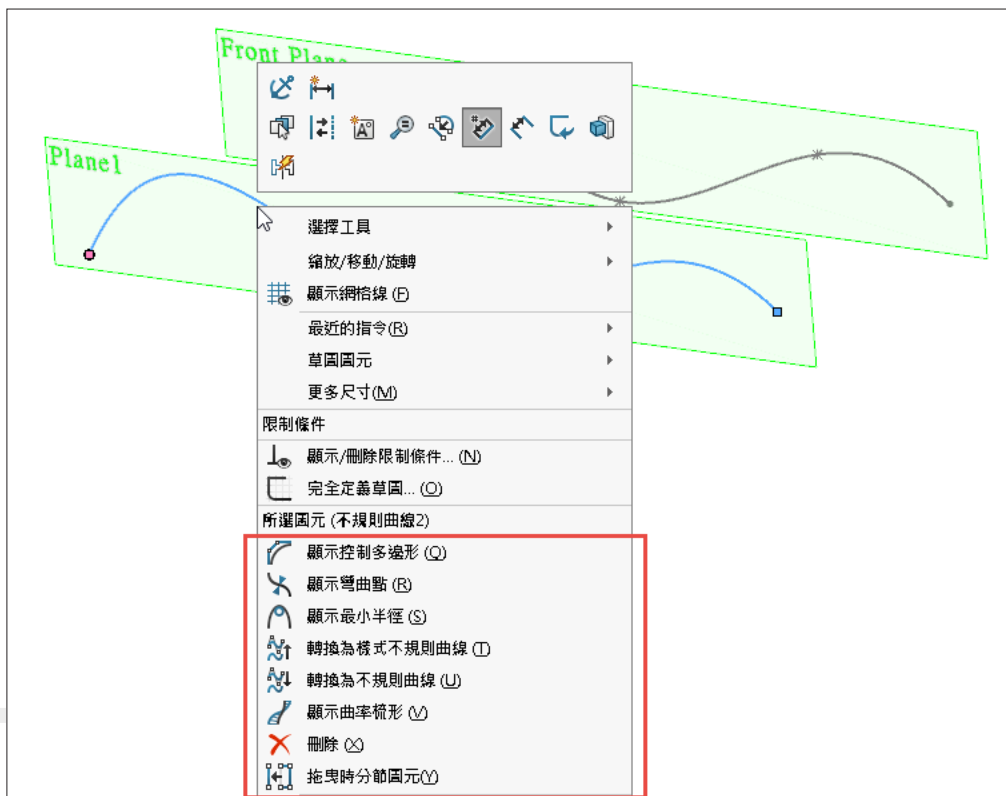 Front Plane
Plane1
選擇工具
縮放/移動/旋轉
顯示網格線 (F)
最近的指令(R)
草圖圖元
更多尺寸(M)
限制條件
顯示/刪除限制條件... (N)
完全定義草圖... (O)
所選圖元 (不規則曲線2)
顯示控制多邊形 (Q)
顯示彎曲點 (R)
顯示最小半徑 (S)
轉換為樣式不規則曲線 (T)
轉換為不規則曲線 (U)
顯示曲率梳形 (V)
刪除 (X)
拖曳時分節圖元(Y)